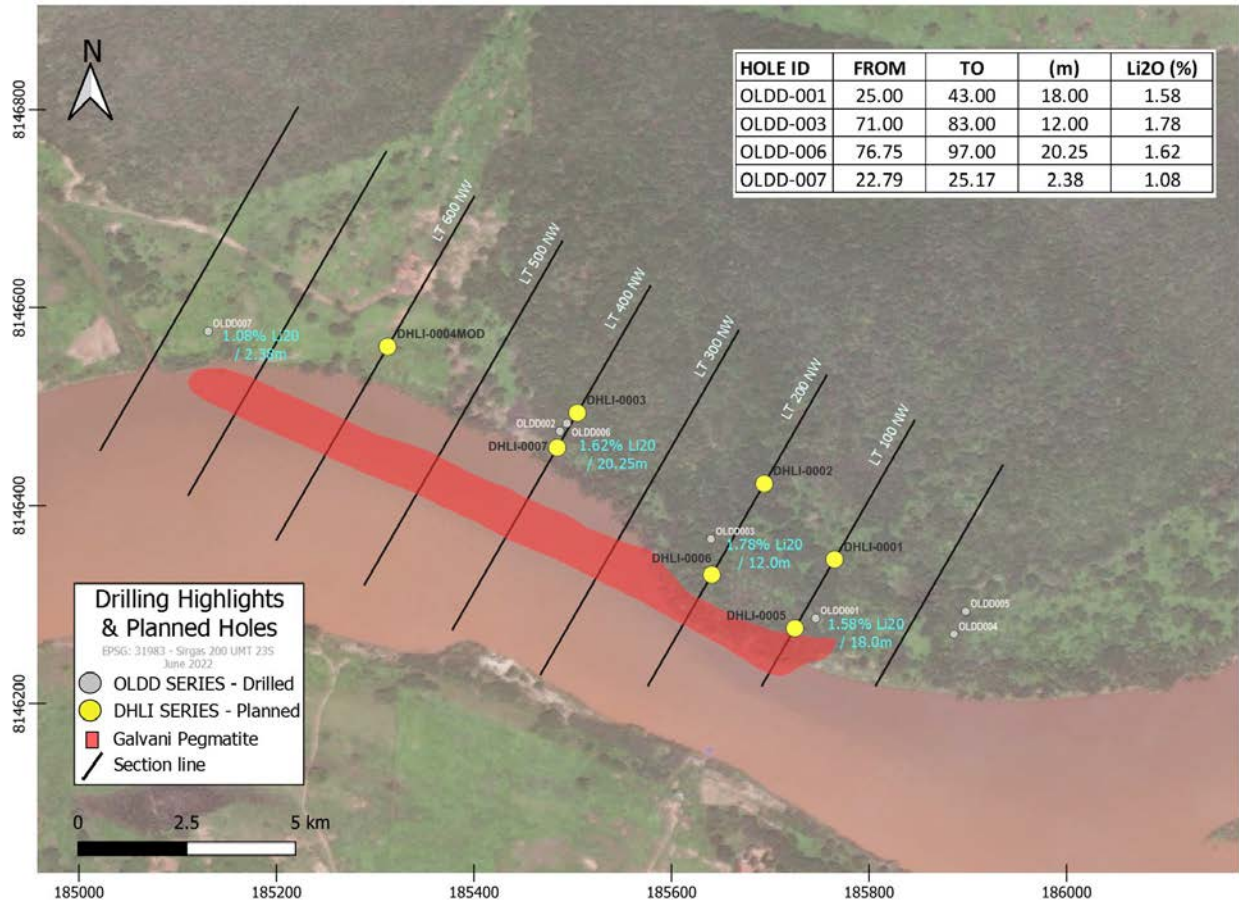 N
HOLE ID FROM TO (m) Li2O (%)
OLDD-001 25.00 43.00 18.00 1.58
OLDD-003 71.00 83.00 12.00 1.78
OLDD-006 76.75 97.00 20.25 1.62
OLDD-007 22.79 25.17 2.38 1.08
8146800
8146600
8146400
8146200
LT 600 NW
LT 500 NW
LT 400 NW
LT 300 NW
LT 200 NW
LT 100 NW
OLDD007
1.08% Li20
/ 2.38m
DHLI-0004MOD
DHLI-0003
OLDD002
OLDD006
DHLI-0007
1.62% Li20
/ 20.25m
DHLI-0002
OLDD003
1.78% Li20
/ 12.0m
DHLI-0006
DHLI-0001
DHLI-0005
OLDD001
1.58% Li20
/ 18.0m
OLDD005
OLDD004
Drilling Highlights
& Planned Holes
EPSG: 31983 - Sirgas 200 UMT 23S
June 2022
OLDD SERIES - Drilled
DHLI SERIES - Planned
Galvani Pegmatite
Section line
0 2.5 5 km
185000 185200 185400 185600 185800 186000